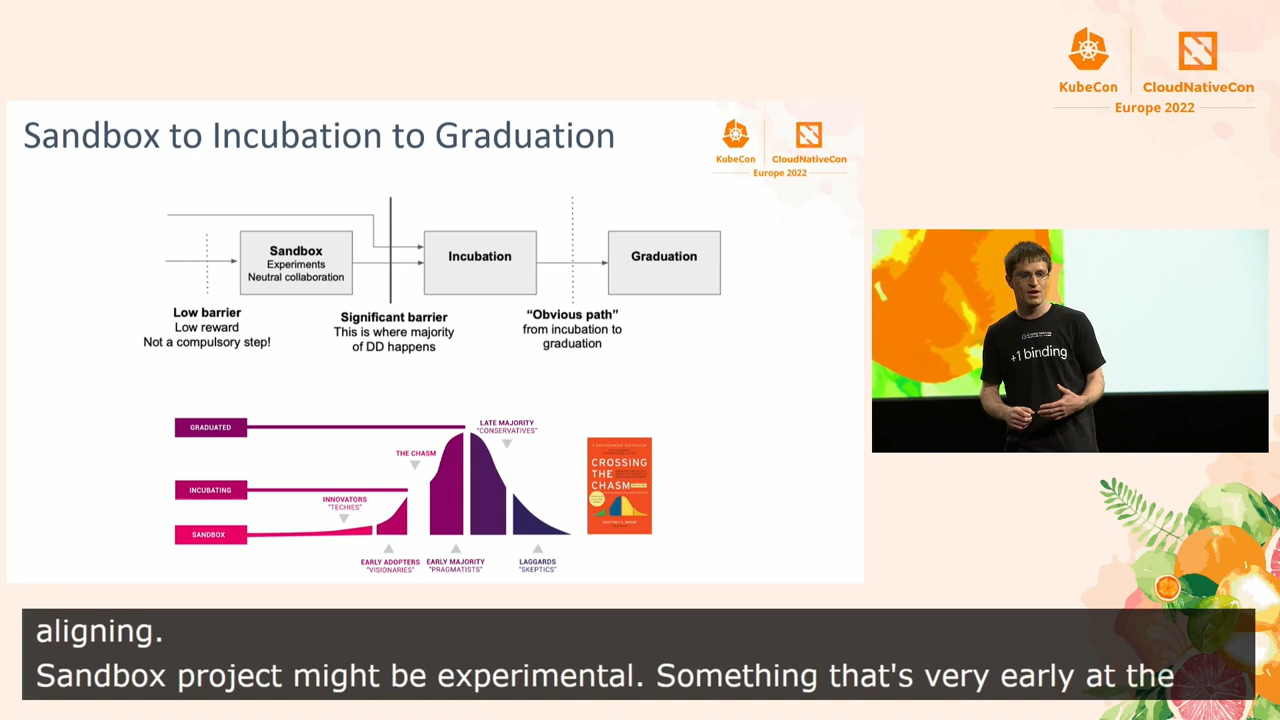 KubeCon
CloudNativeCon
Europe 2022
Sandbox to Incubation to Graduation
KubeCon
CloudNativeCon
Europe 2022
Sandbox
Experiments
Neutral collaboration
Incubation
Graduation
Low barrier
Low reward
Not a compulsory step!
Significant barrier
This is where majority
of DD happens
“Obvious path”
from incubation to
graduation
GRADUATED
INCUBATING
SANDBOX
INNOVATORS
"TECHIES"
THE CHASM
LATE MAJORITY
"CONSERVATIVES"
EARLY ADOPTERS
"VISIONARIES"
EARLY MAJORITY
"PRAGMATISTS"
LAGGARDS
"SKEPTICS"
CROSSING
THE
CHASM
+1 binding
aligning.
Sandbox project might be experimental. Something that's very early at the